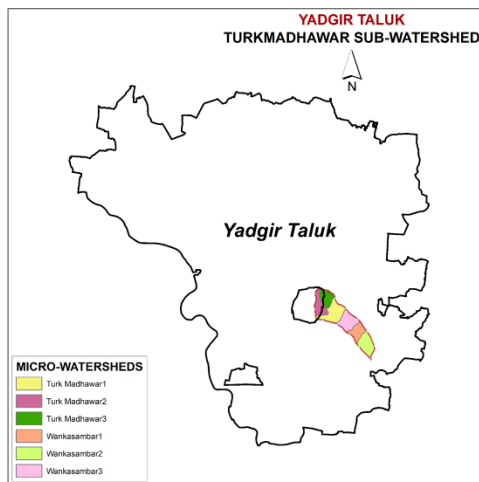 YADGIR TALUK
TURKMADHAWAR SUB-WATERSHED
N
Yadgir Taluk
MICRO-WATERSHEDS
Turk Madhawar1
Turk Madhawar2
Turk Madhawar3
Wankasambar1
Wankasambar2
Wankasambar3